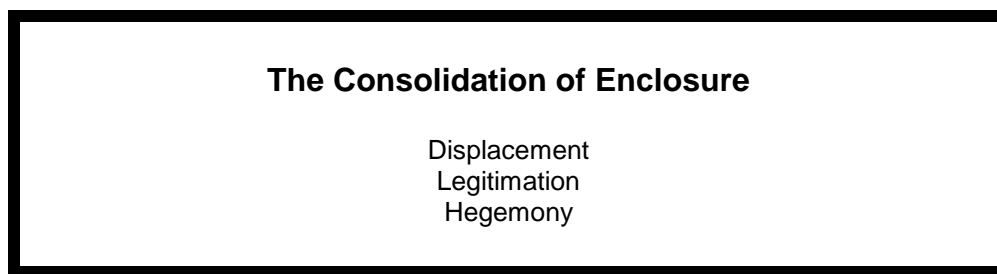 The Consolidation of Enclosure
Displacement
Legitimation
Hegemony